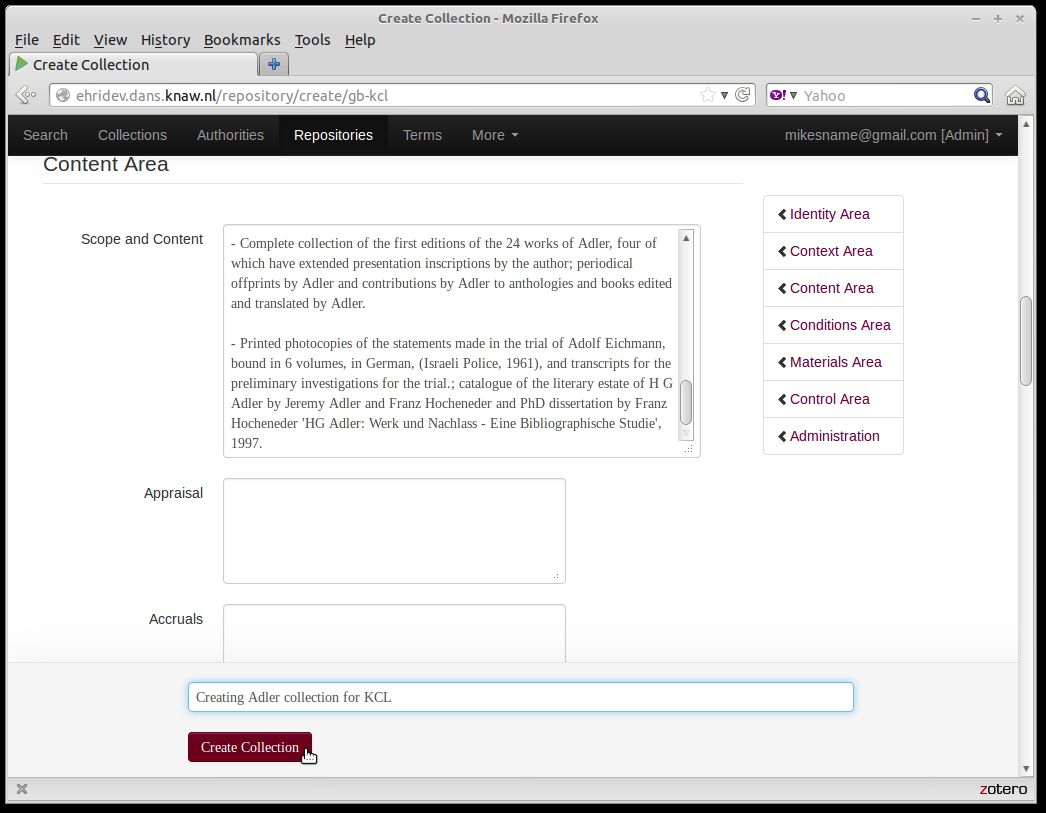 Create Collection - Mozilla Firefox
File Edit View History Bookmarks Tools Help
Create Collection
ehridev.dans.knaw.nl/repository/create/gb-kcl
Yahoo
Search Collections Authorities Repositories Terms More mikesname@gmail.com [Admin]
Content Area
Scope and Content
- Complete collection of the first editions of the 24 works of Adler, four of
which have extended presentation inscriptions by the author; periodical
offprints by Adler and contributions by Adler to anthologies and books edited
and translated by Adler.
- Printed photocopies of the statements made in the trial of Adolf Eichmann,
bound in 6 volumes, in German, (Israeli Police, 1961), and transcripts for the
preliminary investigations for the trial.; catalogue of the literary estate of H G
Adler by Jeremy Adler and Franz Hocheneder and PhD dissertation by Franz
Hocheneder 'HG Adler: Werk und Nachlass - Eine Bibliographische Studie',
1997.
Appraisal
Accruals
Identity Area
Context Area
Content Area
Conditions Area
Materials Area
Control Area
Administration
Creating Adler collection for KCL
Create Collection
zotero